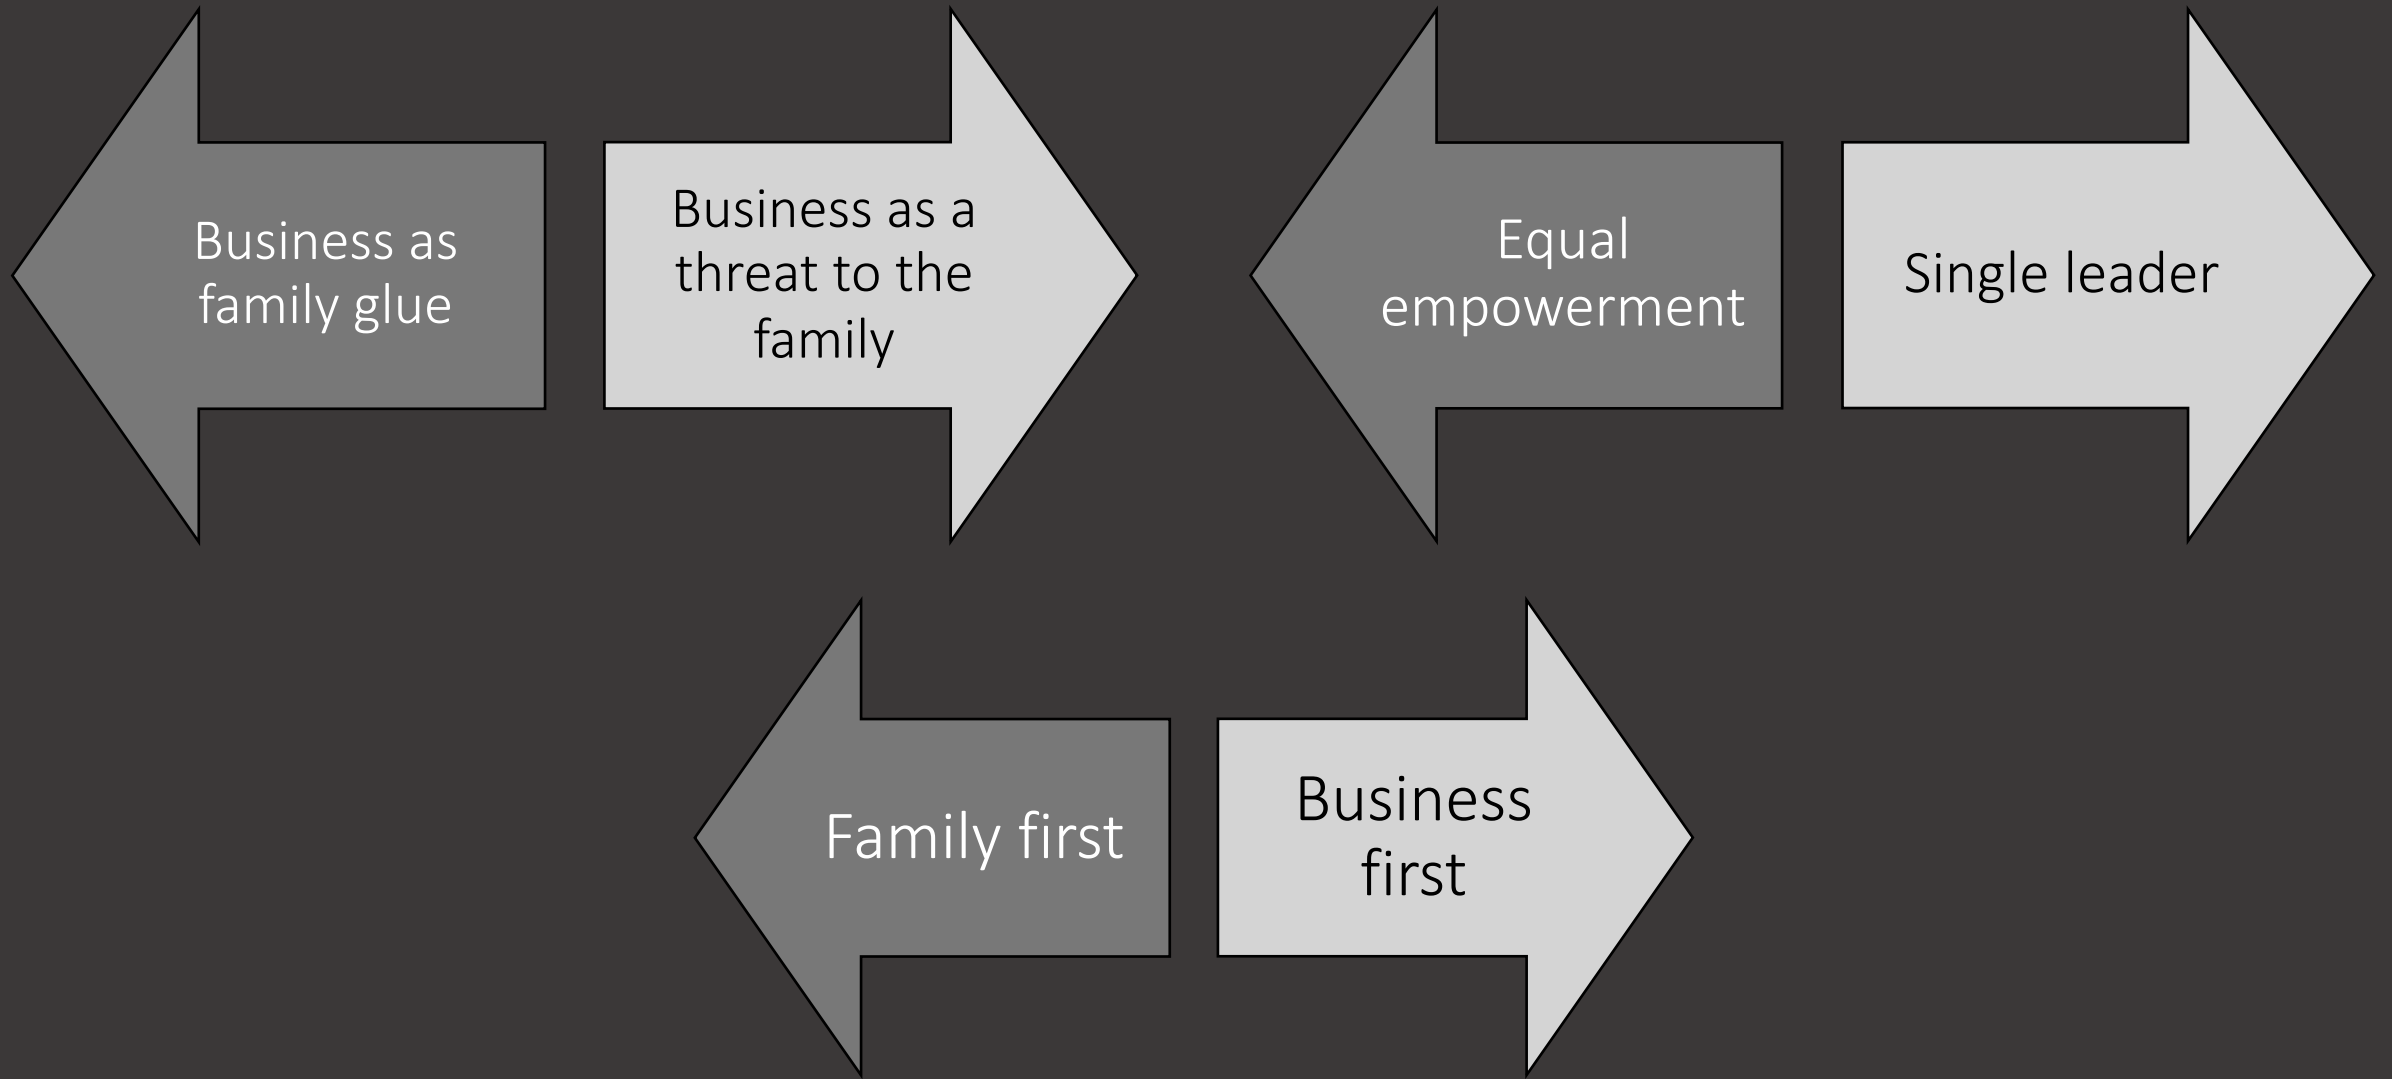 Business as
family glue
Business as a
threat to the
family
Equal
empowerment
Single leader
Family first
Business
first